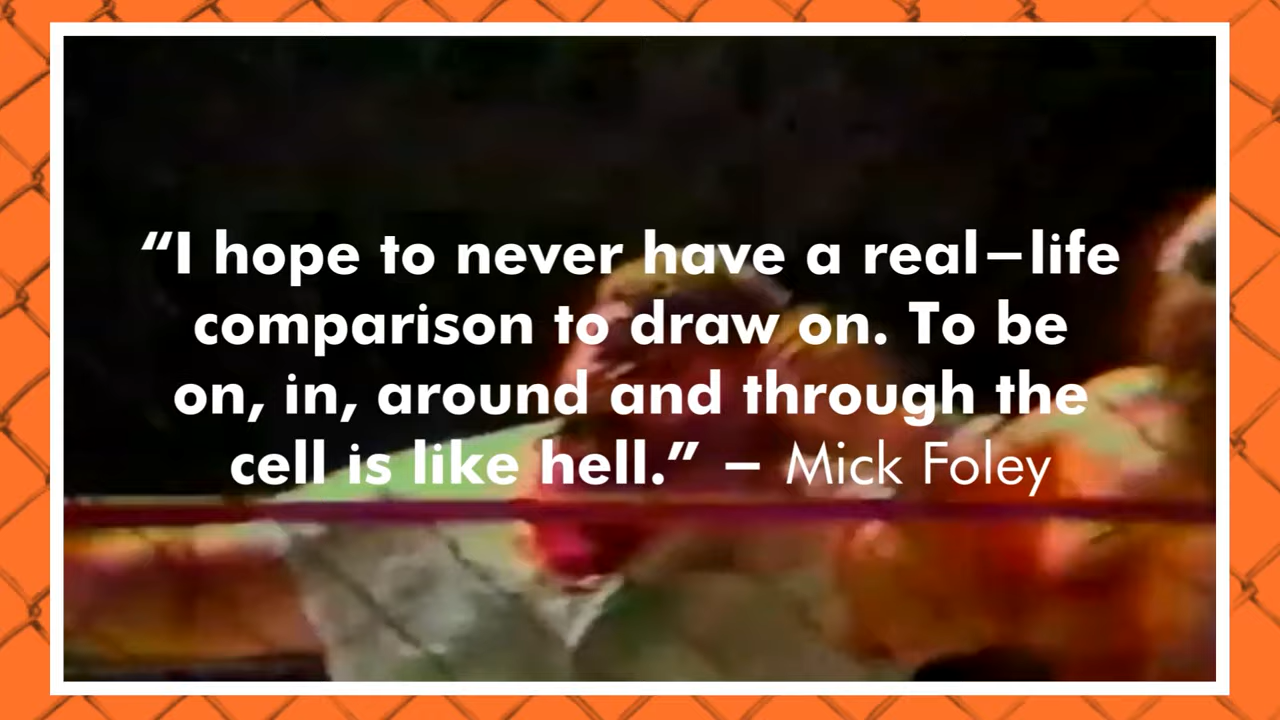 “I hope to never have a real–life
comparison to draw on. To be
on, in, around and through the
cell is like hell.” – Mick Foley